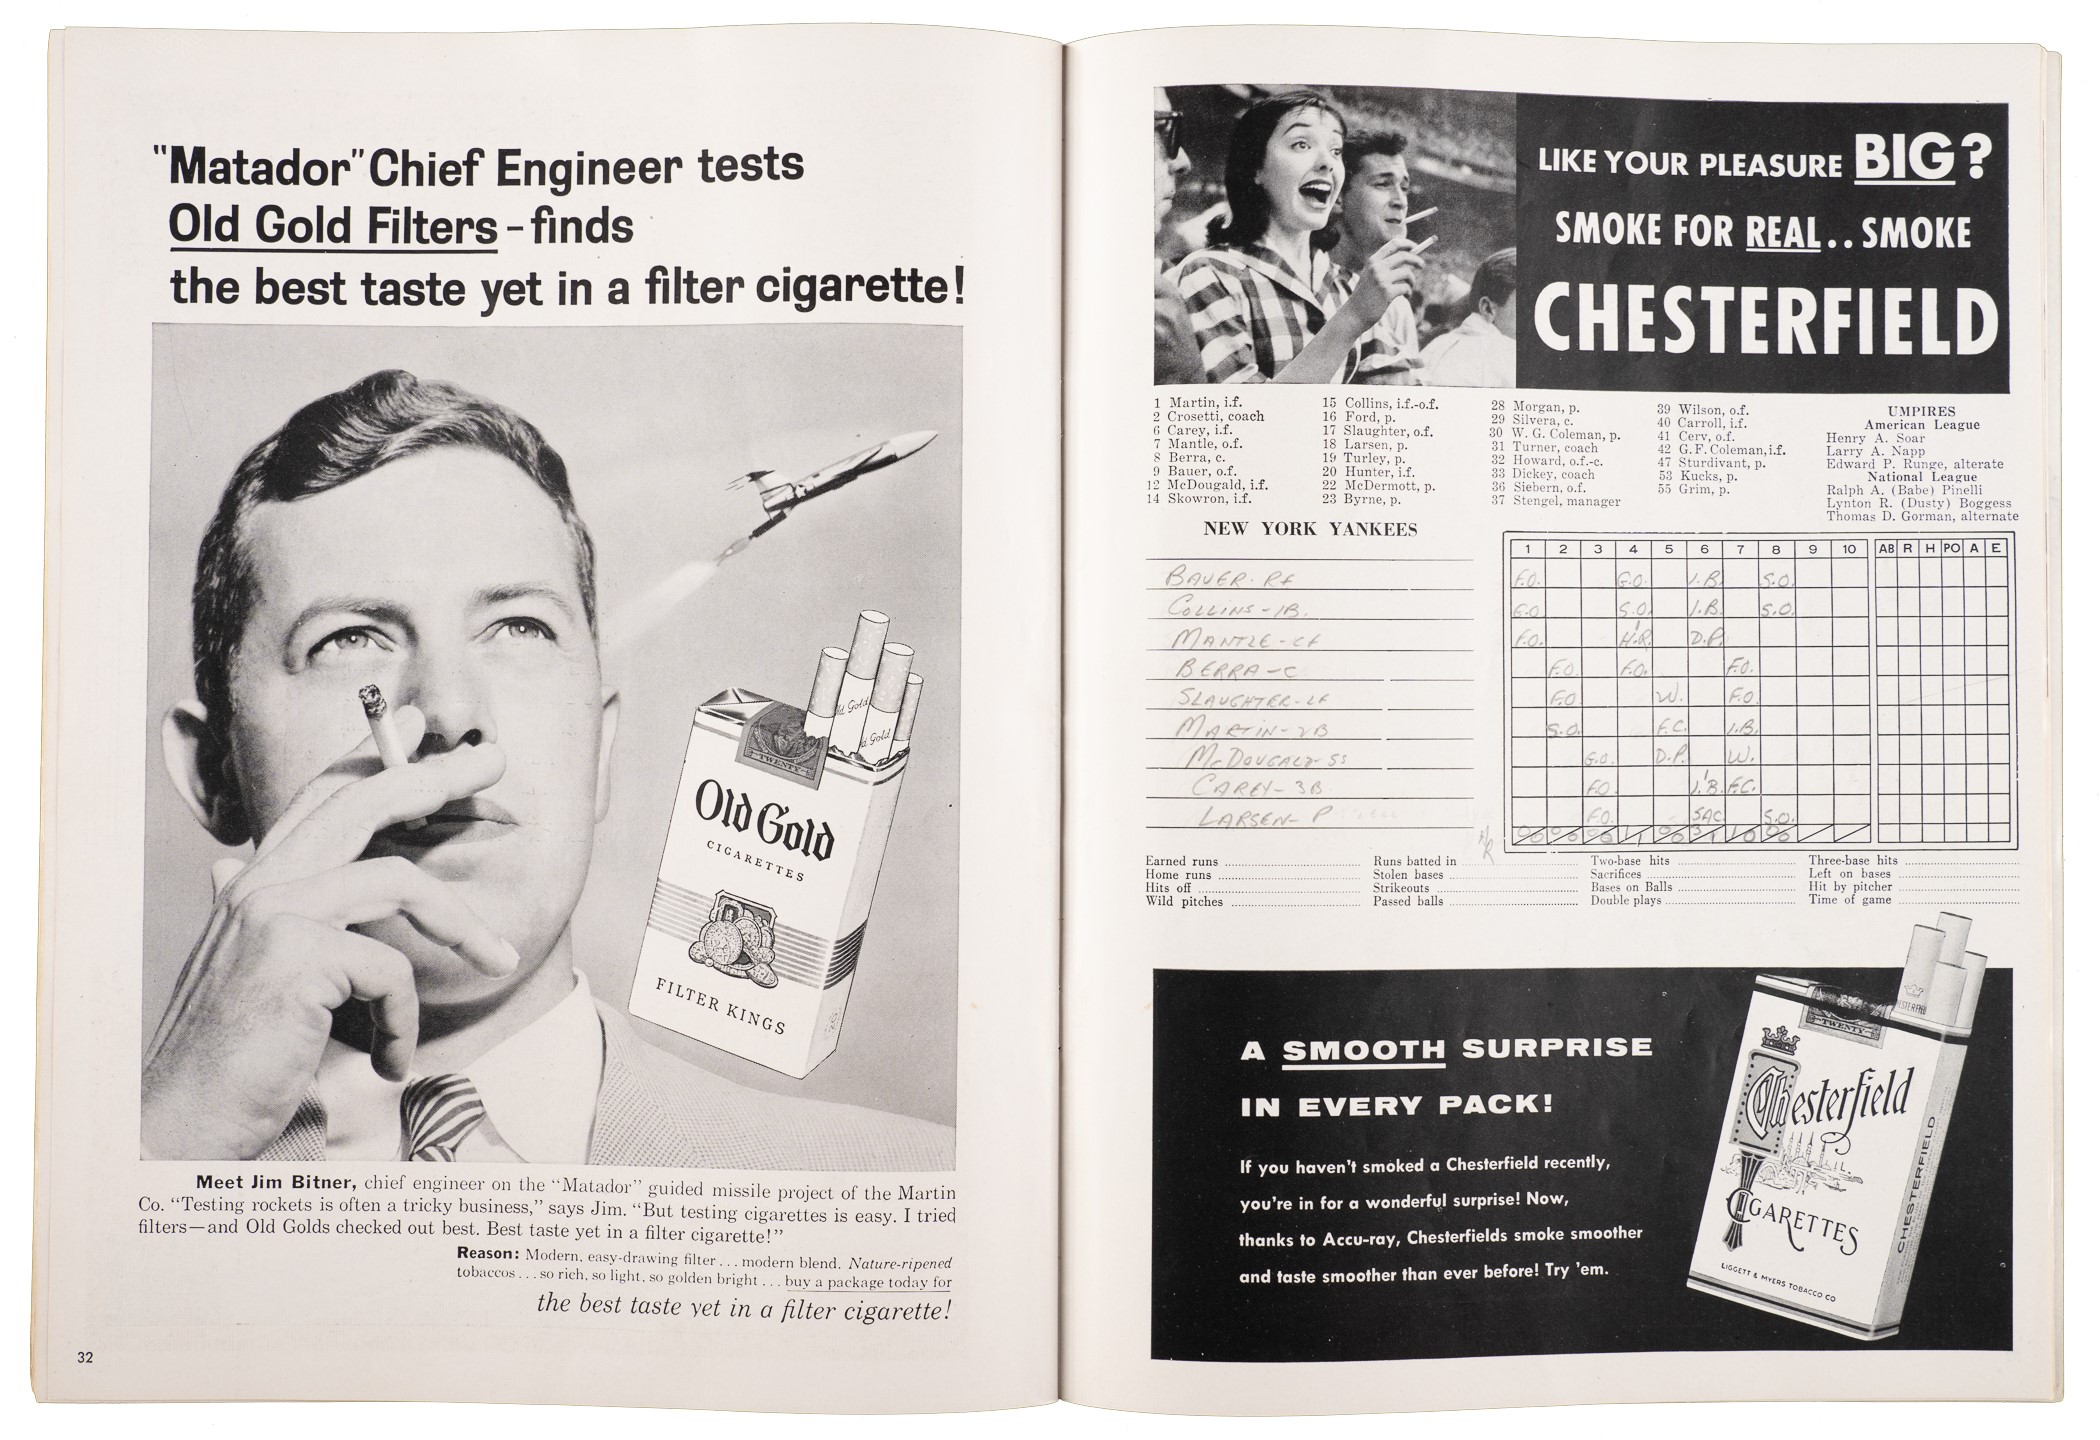 "Matador" Chief Engineer tests
Old Gold Filters – finds
the best taste yet in a filter cigarette!
ld Gold
d Gold
TWENTY
Old Gold
CIGARETTES
FILTER KINGS
Meet Jim Bitner, chief engineer on the "Matador" guided missile project of the Martin
Co. "Testing rockets is often a tricky business," says Jim. "But testing cigarettes is easy. I tried
filters—and Old Golds checked out best. Best taste yet in a filter cigarette!"
Reason: Modern, easy-drawing filter . . . modern blend. Nature-ripened
tobaccos . . . so rich, so light, so golden bright . . . buy a package today for
the best taste yet in a filter cigarette!
32
LIKE YOUR PLEASURE BIG?
SMOKE FOR REAL.. SMOKE
CHESTERFIELD
1 Martin, i.f.
2 Crosetti, coach
6 Carey, i.f.
7 Mantle, o.f.
8 Berra, c.
9 Bauer, o.f.
12 McDougald, i.f.
14 Skowron, i.f.
15 Collins, i.f.-o.f.
16 Ford, p.
17 Slaughter, o.f.
18 Larsen, p.
19 Turley, p.
20 Hunter, i.f.
22 McDermott, p.
23 Byrne, p.
28 Morgan, p.
29 Silvera, c.
30 W. G. Coleman, p.
31 Turner, coach
32 Howard, o.f.-c.
33 Dickey, coach
36 Siebern, o.f.
37 Stengel, manager
39 Wilson, o.f.
40 Carroll, i.f.
41 Cerv, o.f.
42 G.F. Coleman, i.f.
47 Sturdivant, p.
53 Kucks, p.
55 Grim, p.
UMPIRES
American League
Henry A. Soar
Larry A. Napp
Edward P. Runge, alterate
National League
Ralph A. (Babe) Pinelli
Lynton R. (Dusty) Boggess
Thomas D. Gorman, alternate
NEW YORK YANKEES
1 2 3 4 5 6 7 8 9 10 AB R H PO A E
BAUER - RF F.O. G.O. 1.B. S.O.
COLLINS - 1B. G.O. S.O. 1.B. S.O.
MANTLE - CF F.O. H.R. D.P.
BERRA - C F.O. F.O. F.O.
SLAUGHTER - LF F.O. W. F.O.
MARTIN - 2B S.O. F.C. 1.B.
McDOUGALD - SS G.O. D.P. W.
CAREY - 3B F.O. 1.B. F.C.
LARSEN - P F.O. SAC S.O.
Earned runs Runs batted in Two-base hits Three-base hits
Home runs Stolen bases Sacrifices Left on bases
Hits off Strikeouts Bases on Balls Hit by pitcher
Wild pitches Passed balls Double plays Time of game
A SMOOTH SURPRISE
IN EVERY PACK!
If you haven't smoked a Chesterfield recently,
you're in for a wonderful surprise! Now,
thanks to Accu-ray, Chesterfields smoke smoother
and taste smoother than ever before! Try 'em.
TWENTY
Chesterfield
CIGARETTES
LIGGETT & MYERS TOBACCO CO
CHESTERFIELD